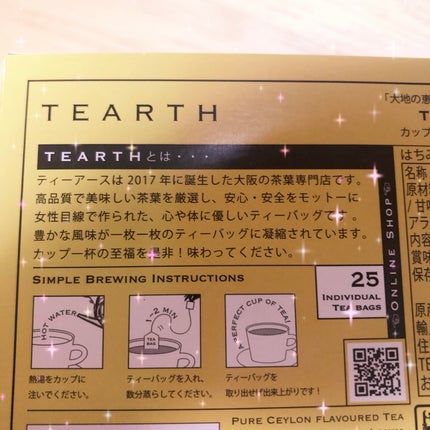 TEARTH
TEARTHとは・・・
ティーアースは2017年に誕生した大阪の茶葉専門店です。
高品質で美味しい茶葉を厳選し、安心・安全をモットーに
女性目線で作られた、心や体に優しいティーバッグです。
豊かな風味が一枚一枚のティーバッグに凝縮されています。
カップ一杯の至福を是非！味わってください。
SIMPLE BREWING INSTRUCTIONS
25
INDIVIDUAL
TEABAGS
ONLINE SHOP
HOT WATER
1~2 MIN
TEA
BAG
A PERFECT CUP OF TEA!
熱湯をカップに
注いでください。
ティーバッグを入れ、
数分蒸らしてください。
ティーバッグを
取り出せば出来上がりです！
PURE CEYLON FLAVOURED TEA
「大地の恵
カップ
はちみ
名称
原材
/ 甘味
アラ
内容
賞味
保存
原産
輸
住
TE
お